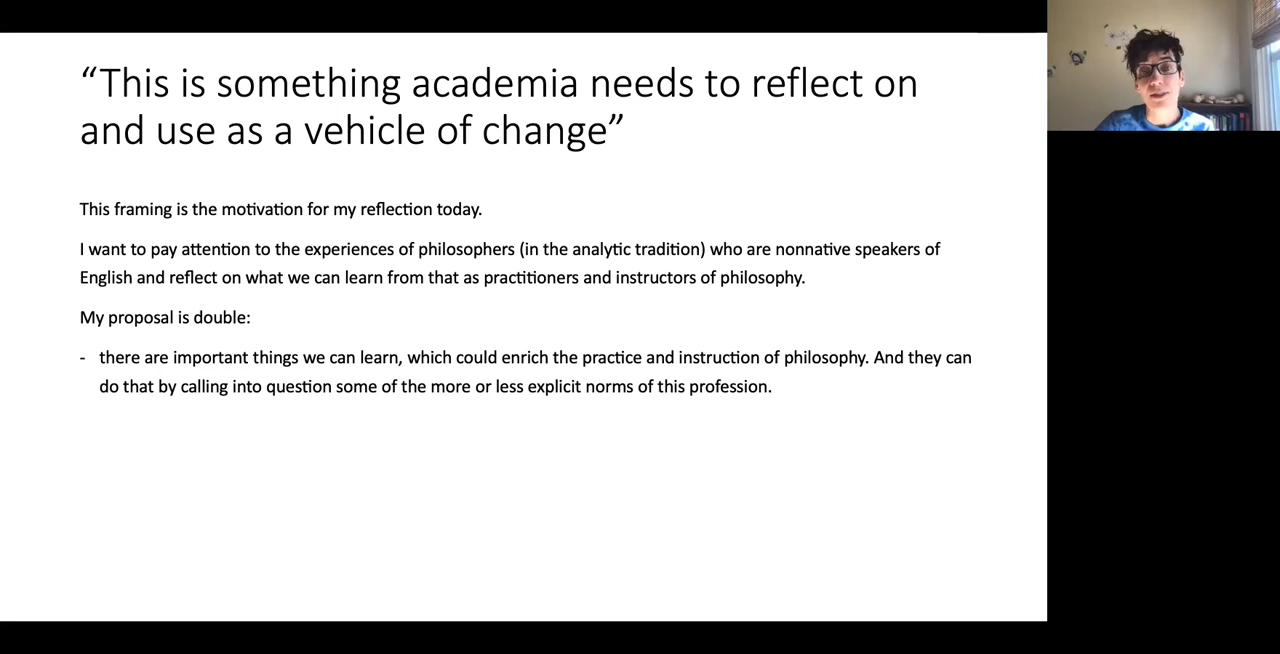 “This is something academia needs to reflect on
and use as a vehicle of change”
This framing is the motivation for my reflection today.
I want to pay attention to the experiences of philosophers (in the analytic tradition) who are nonnative speakers of
English and reflect on what we can learn from that as practitioners and instructors of philosophy.
My proposal is double:
- there are important things we can learn, which could enrich the practice and instruction of philosophy. And they can
do that by calling into question some of the more or less explicit norms of this profession.